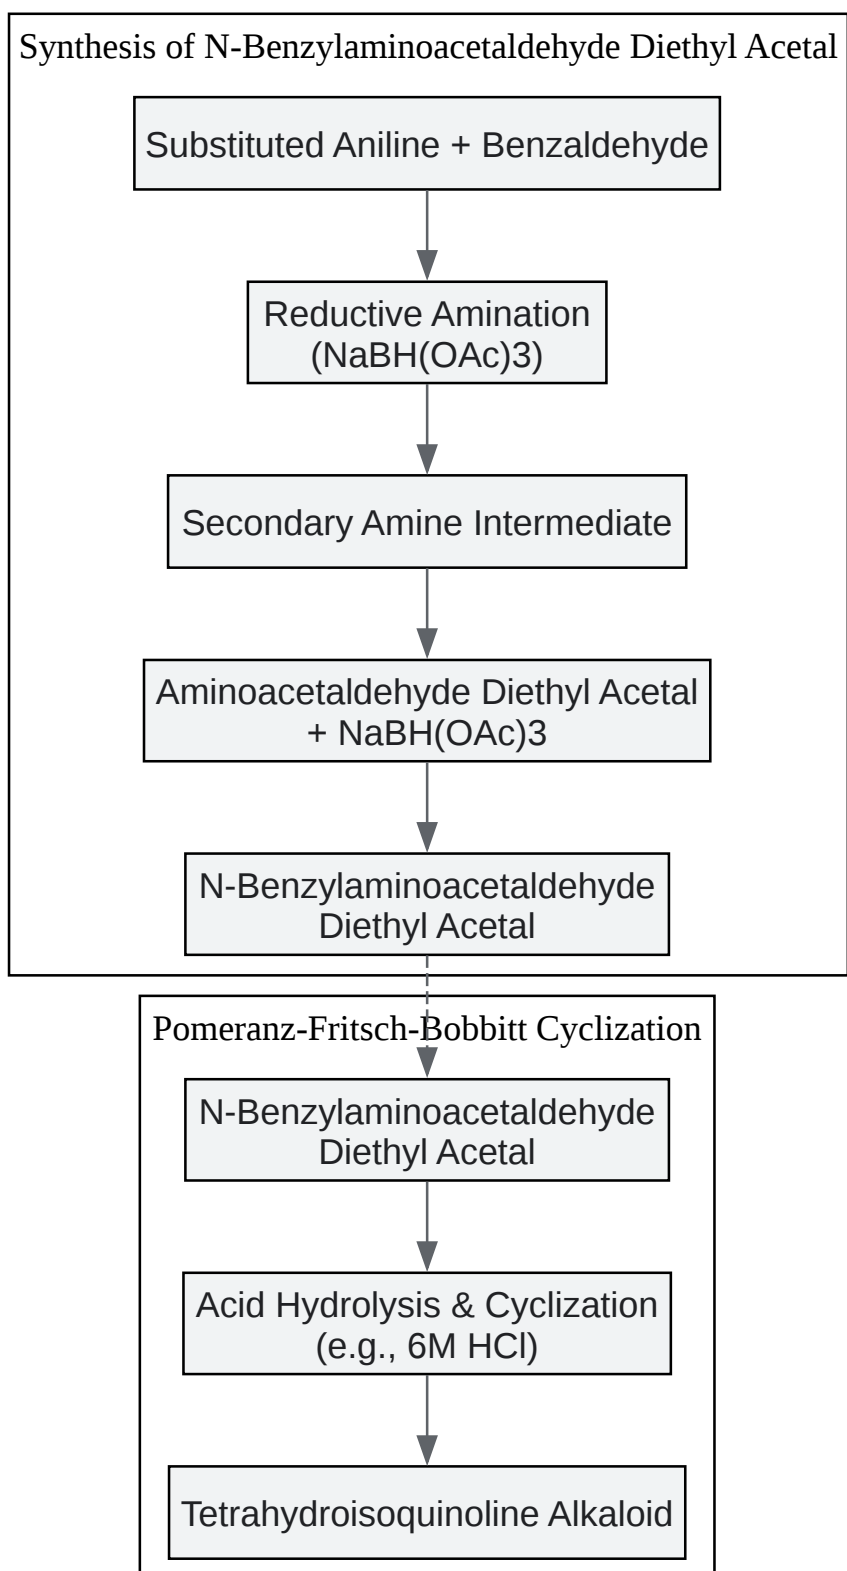 Synthesis of N-Benzylaminoacetaldehyde Diethyl Acetal
Substituted Aniline + Benzaldehyde
Reductive Amination
(NaBH(OAc)3)
Secondary Amine Intermediate
Aminoacetaldehyde Diethyl Acetal
+ NaBH(OAc)3
N-Benzylaminoacetaldehyde
Diethyl Acetal
Pomeranz-Fritsch-Bobbitt Cyclization
N-Benzylaminoacetaldehyde
Diethyl Acetal
Acid Hydrolysis & Cyclization
(e.g., 6M HCl)
Tetrahydroisoquinoline Alkaloid